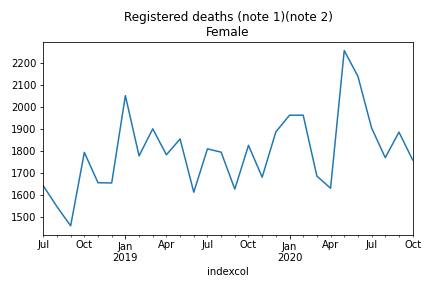 Registered deaths (note 1)(note 2)
Female
2200
2100
2000
1900
1800
1700
1600
1500
Jul Oct Jan Apr Jul Oct Jan Apr Jul Oct
2019 2020
indexcol